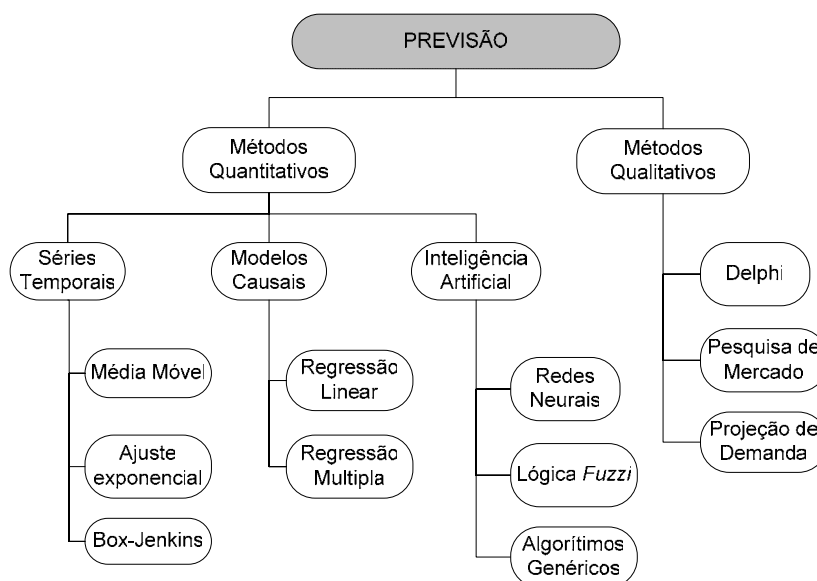 PREVISÃO
Métodos
Quantitativos
Métodos
Qualitativos
Séries
Temporais
Modelos
Causais
Inteligência
Artificial
Delphi
Média Móvel
Regressão
Linear
Redes
Neurais
Pesquisa de
Mercado
Ajuste
exponencial
Regressão
Multipla
Lógica Fuzzi
Projeção de
Demanda
Box-Jenkins
Algorítimos
Genéricos